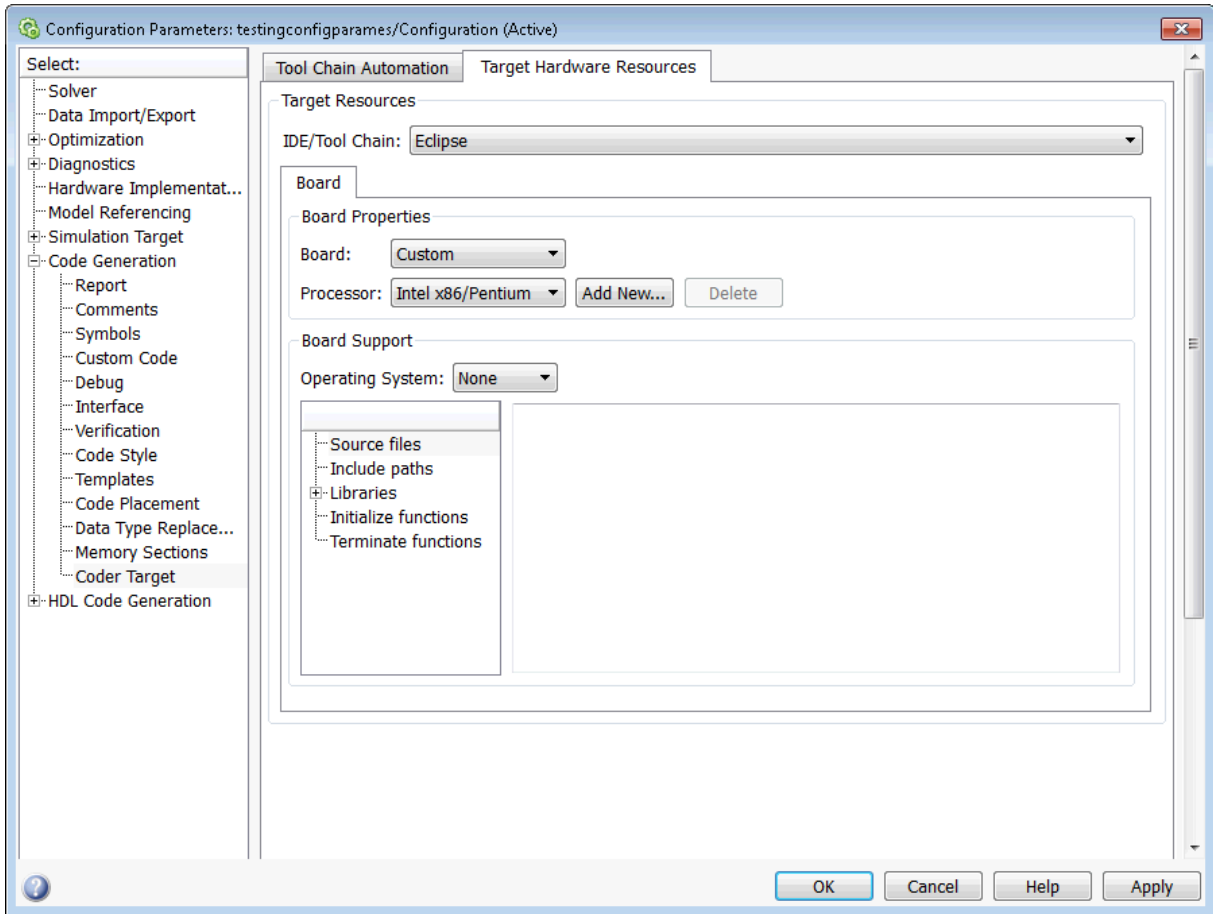 Configuration Parameters: testingconfigparames/Configuration (Active)
Select:
Solver
Data Import/Export
Optimization
Diagnostics
Hardware Implementat...
Model Referencing
Simulation Target
Code Generation
Report
Comments
Symbols
Custom Code
Debug
Interface
Verification
Code Style
Templates
Code Placement
Data Type Replace...
Memory Sections
Coder Target
HDL Code Generation
Tool Chain Automation
Target Hardware Resources
Target Resources
IDE/Tool Chain: Eclipse
Board
Board Properties
Board: Custom
Processor: Intel x86/Pentium Add New... Delete
Board Support
Operating System: None
Source files
Include paths
Libraries
Initialize functions
Terminate functions
OK Cancel Help Apply